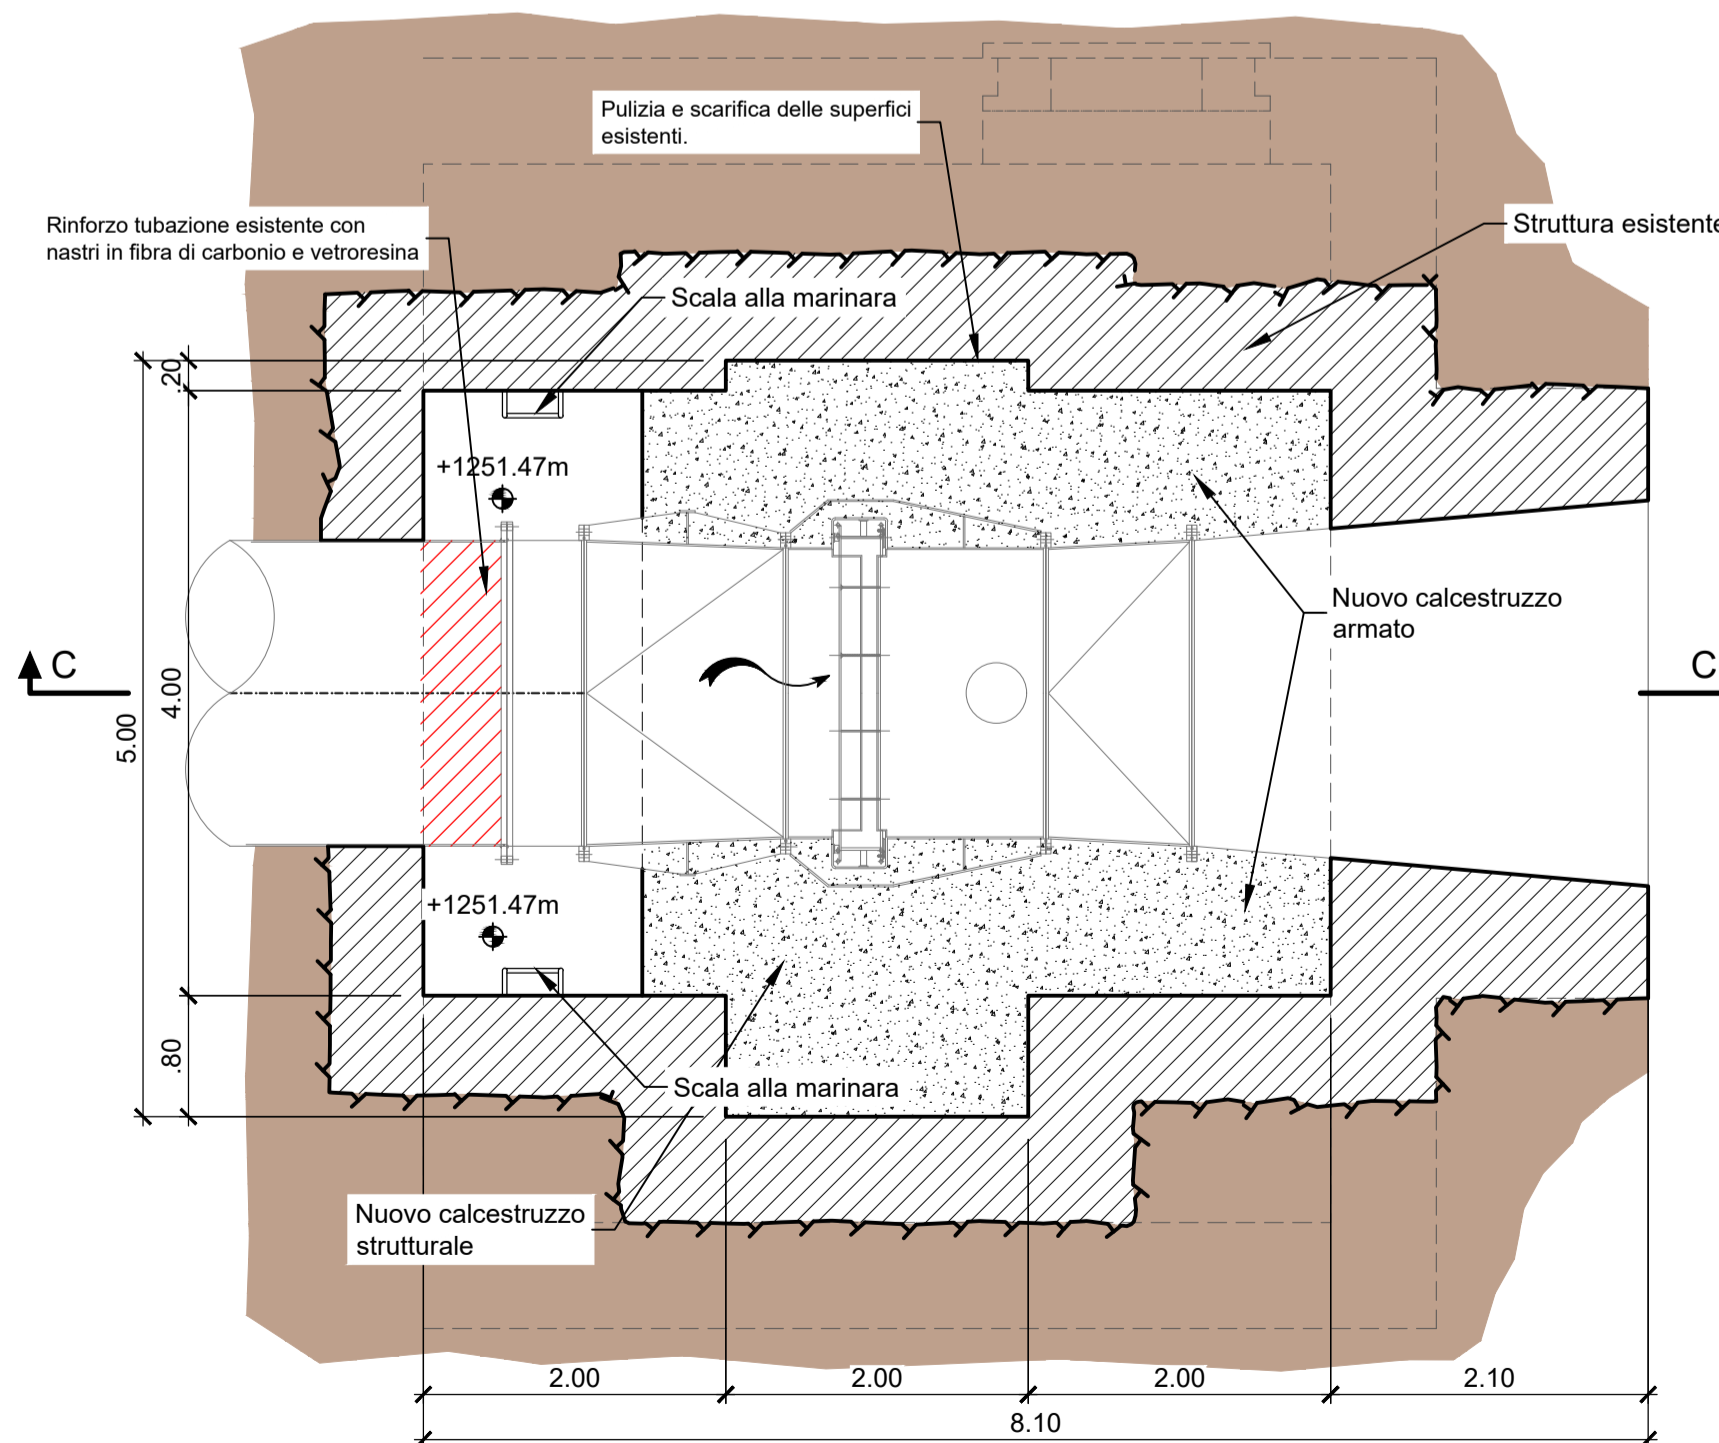 Pulizia e scarifica delle superfici
esistenti.
Rinforzo tubazione esistente con
nastri in fibra di carbonio e vetroresina
Struttura esistente
Scala alla marinara
.20
+1251.47m
Nuovo calcestruzzo
armato
C
C
4.00
5.00
+1251.47m
.80
Scala alla marinara
Nuovo calcestruzzo
strutturale
2.00
2.00
2.00
2.10
8.10